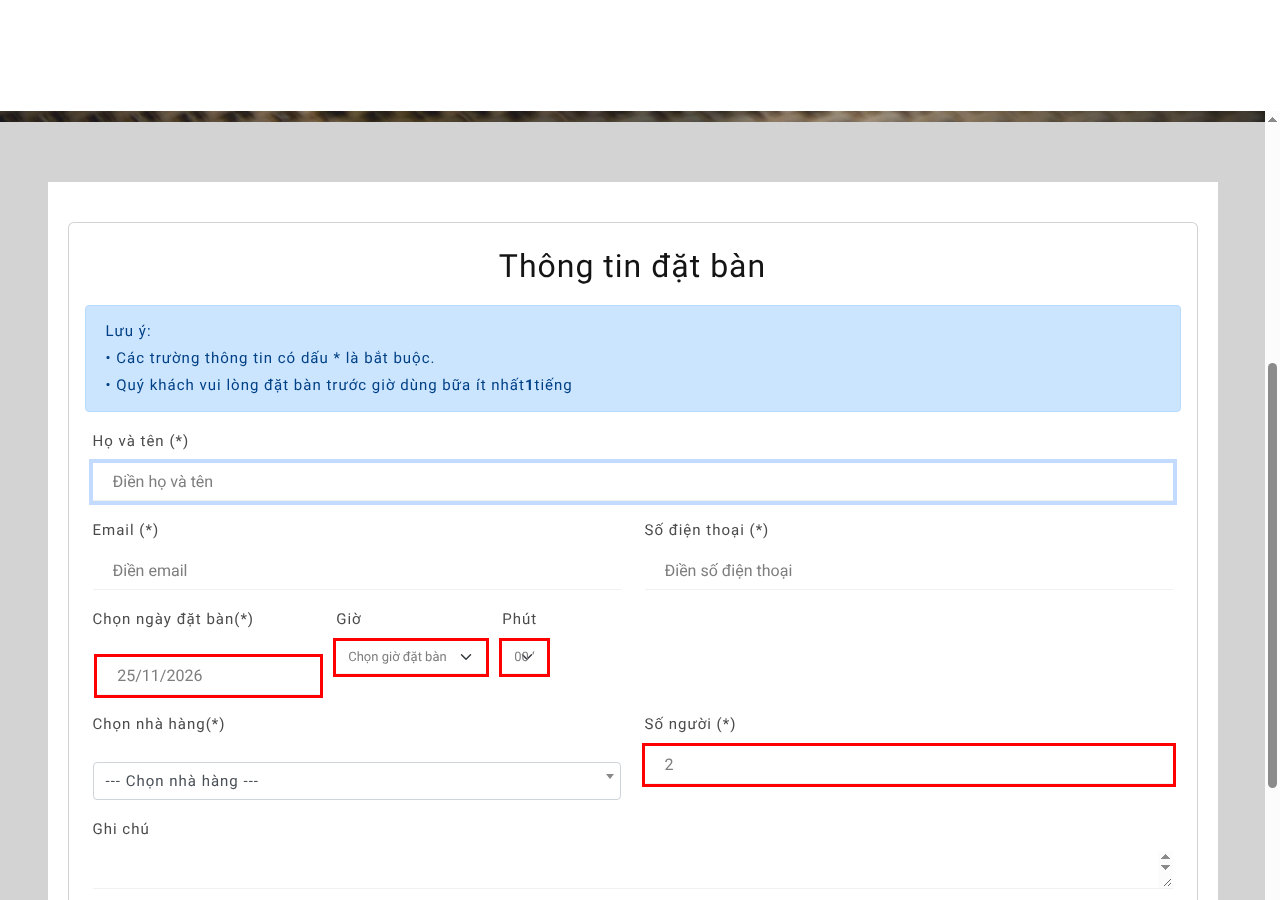 Thông tin đặt bàn
Lưu ý:
• Các trường thông tin có dấu * là bắt buộc.
• Quý khách vui lòng đặt bàn trước giờ dùng bữa ít nhất1tiếng
Họ và tên (*)
Điền họ và tên
Email (*)
Số điện thoại (*)
Điền email
Điền số điện thoại
Chọn ngày đặt bàn(*)
Giờ
Phút
25/11/2026
Chọn giờ đặt bàn
00
Chọn nhà hàng(*)
Số người (*)
--- Chọn nhà hàng ---
2
Ghi chú